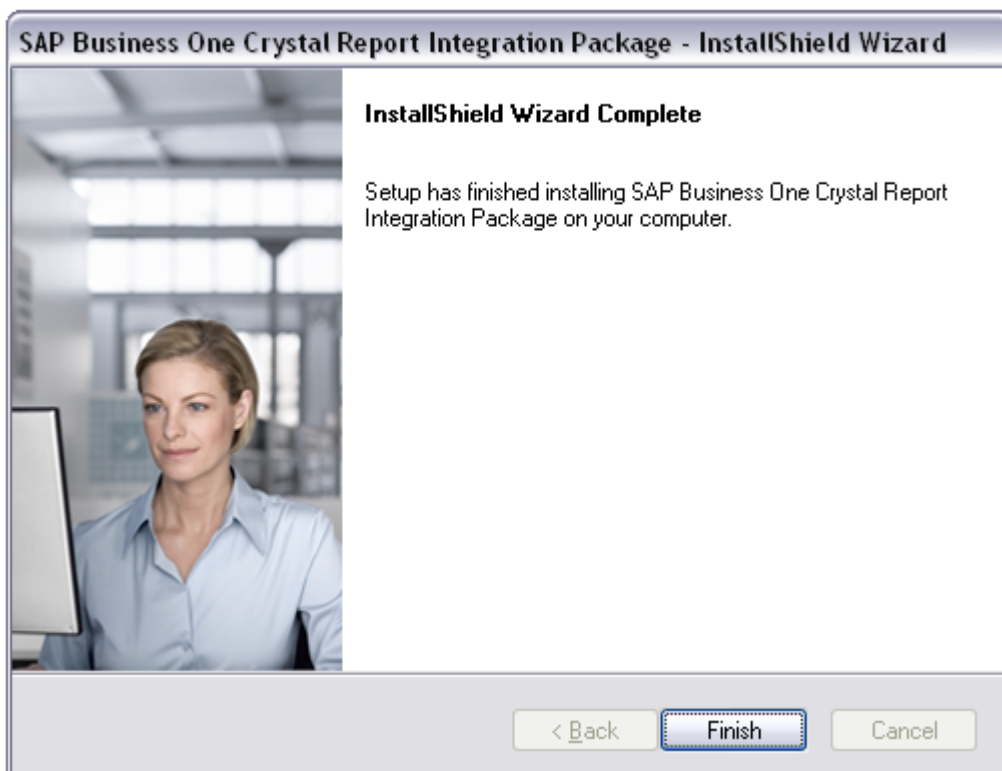 SAP Business One Crystal Report Integration Package - InstallShield Wizard
InstallShield Wizard Complete
Setup has finished installing SAP Business One Crystal Report
Integration Package on your computer.
< Back
Finish
Cancel